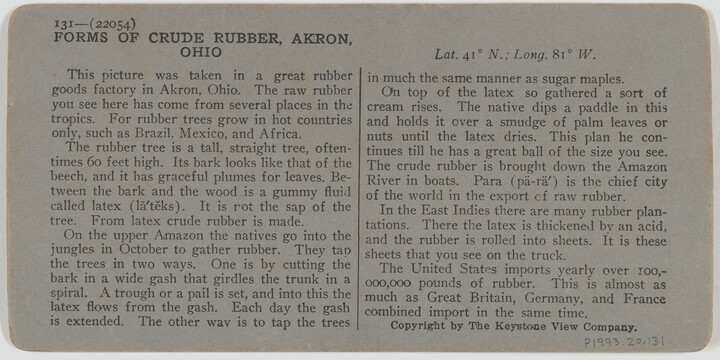 131—(22054)
FORMS OF CRUDE RUBBER, AKRON,
OHIO
This picture was taken in a great rubber
goods factory in Akron, Ohio. The raw rubber
you see here has come from several places in the
tropics. For rubber trees grow in hot countries
only, such as Brazil, Mexico, and Africa.
The rubber tree is a tall, straight tree, often-
times 60 feet high. Its bark looks like that of the
beech, and it has graceful plumes for leaves. Be-
tween the bark and the wood is a gummy fluid
called latex (lā′tĕks). It is not the sap of the
tree. From latex crude rubber is made.
On the upper Amazon the natives go into the
jungles in October to gather rubber. They tap
the trees in two ways. One is by cutting the
bark in a wide gash that girdles the trunk in a
spiral. A trough or a pail is set, and into this the
latex flows from the gash. Each day the gash
is extended. The other way is to tap the trees
Lat. 41° N.; Long. 81° W.
in much the same manner as sugar maples.
On top of the latex so gathered a sort of
cream rises. The native dips a paddle in this
and holds it over a smudge of palm leaves or
nuts until the latex dries. This plan he con-
tinues till he has a great ball of the size you see.
The crude rubber is brought down the Amazon
River in boats. Para (pä-rä′) is the chief city
of the world in the export of raw rubber.
In the East Indies there are many rubber plan-
tations. There the latex is thickened by an acid,
and the rubber is rolled into sheets. It is these
sheets that you see on the truck.
The United States imports yearly over 100,-
000,000 pounds of rubber. This is almost as
much as Great Britain, Germany, and France
combined import in the same time.
Copyright by The Keystone View Company.
P1993.20.131